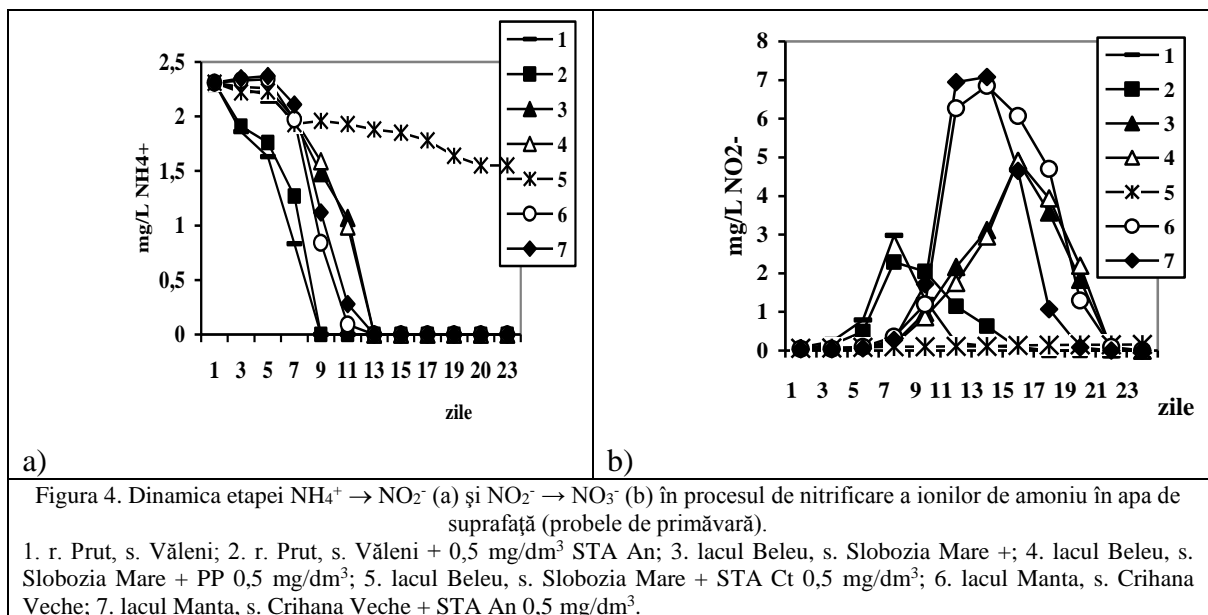 2,5
2
1,5
1
0,5
0
mg/L NH4+
1 3 5 7 9 11 13 15 17 19 20 23
zile
1
2
3
4
5
6
7
a)
8
7
6
5
4
3
2
1
0
mg/L NO2-
1 3 5 7 9 11 13 15 17 19 21 23
zile
1
2
3
4
5
6
7
b)
Figura 4. Dinamica etapei NH₄⁺ → NO₂⁻ (a) şi NO₂⁻ → NO₃⁻ (b) în procesul de nitrificare a ionilor de amoniu în apa de
suprafaţă (probele de primăvară).
1. r. Prut, s. Văleni; 2. r. Prut, s. Văleni + 0,5 mg/dm³ STA An; 3. lacul Beleu, s. Slobozia Mare +; 4. lacul Beleu, s.
Slobozia Mare + PP 0,5 mg/dm³; 5. lacul Beleu, s. Slobozia Mare + STA Ct 0,5 mg/dm³; 6. lacul Manta, s. Crihana
Veche; 7. lacul Manta, s. Crihana Veche + STA An 0,5 mg/dm³.